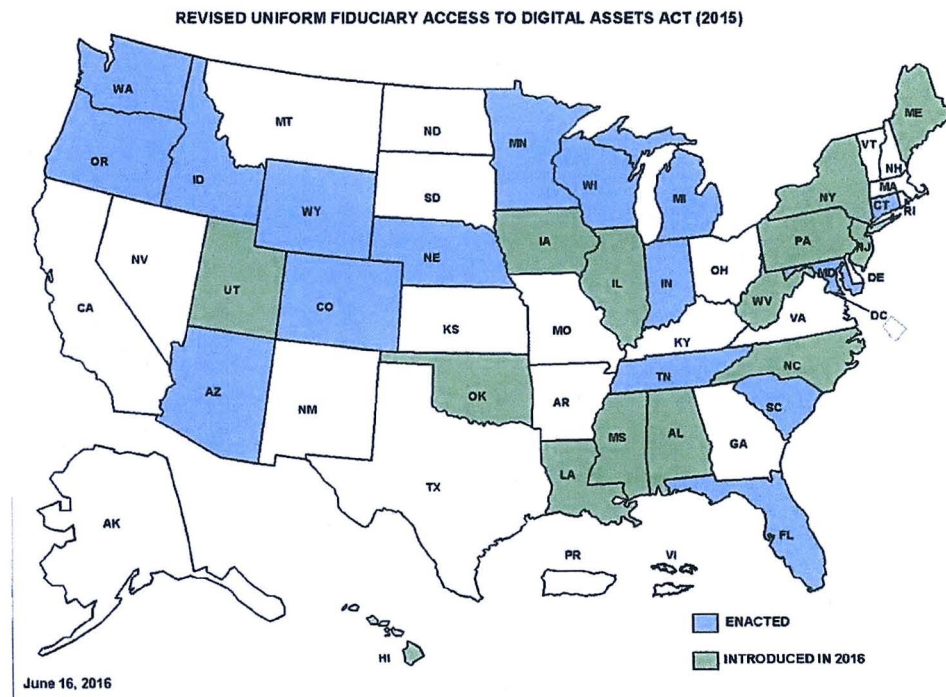 REVISED UNIFORM FIDUCIARY ACCESS TO DIGITAL ASSETS ACT (2015)
WA
MT
ND
MN
ME
VT
NH
OR
ID
WY
SD
WI
MI
NY
MA
CT
RI
NV
UT
CO
NE
IA
IL
IN
OH
PA
NJ
MD
DE
DC
CA
KS
MO
KY
WV
VA
AZ
NM
OK
AR
TN
NC
SC
TX
LA
MS
AL
GA
FL
AK
HI
PR
VI
ENACTED
INTRODUCED IN 2016
June 16, 2016